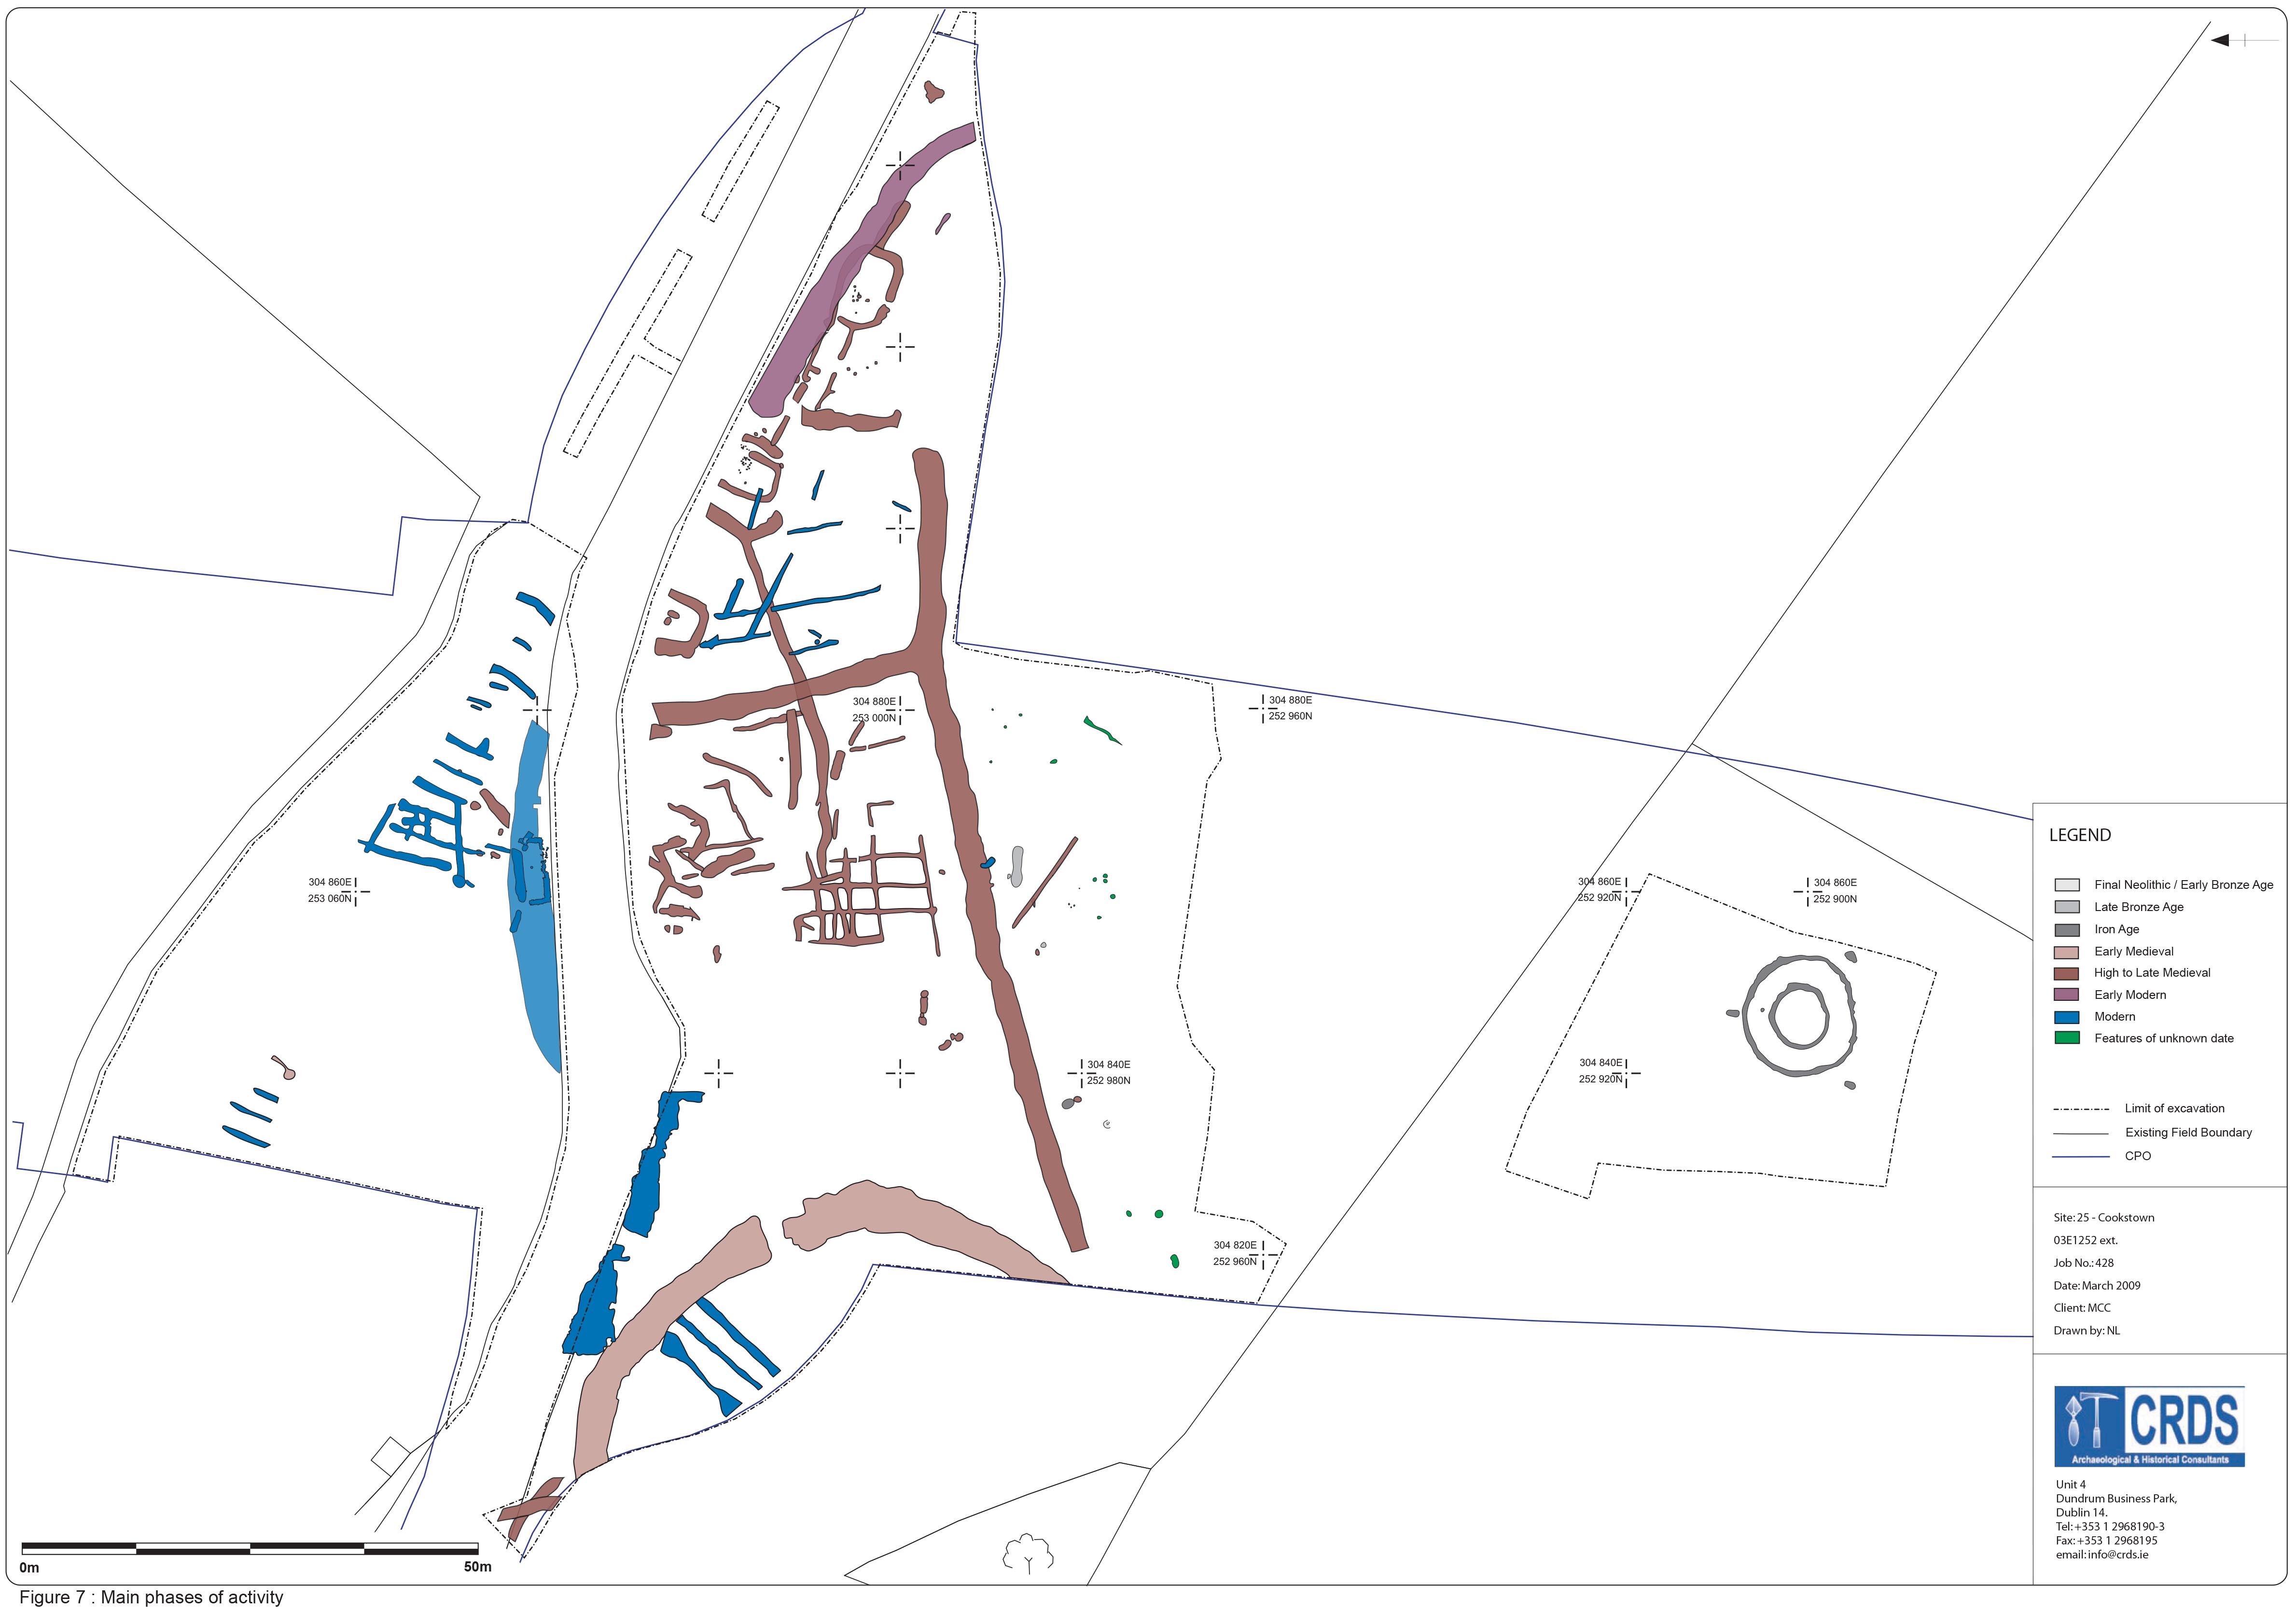 304 880E
253 000N
304 880E
252 960N
304 860E
253 060N
304 860E
252 920N
304 860E
252 900N
304 840E
252 980N
304 840E
252 920N
304 820E
252 960N
LEGEND
Final Neolithic / Early Bronze Age
Late Bronze Age
Iron Age
Early Medieval
High to Late Medieval
Early Modern
Modern
Features of unknown date
Limit of excavation
Existing Field Boundary
CPO
Site: 25 - Cookstown
03E1252 ext.
Job No.: 428
Date: March 2009
Client: MCC
Drawn by: NL
CRDS
Archaeological & Historical Consultants
Unit 4
Dundrum Business Park,
Dublin 14.
Tel: +353 1 2968190-3
Fax: +353 1 2968195
email: info@crds.ie
0m
50m
Figure 7 : Main phases of activity